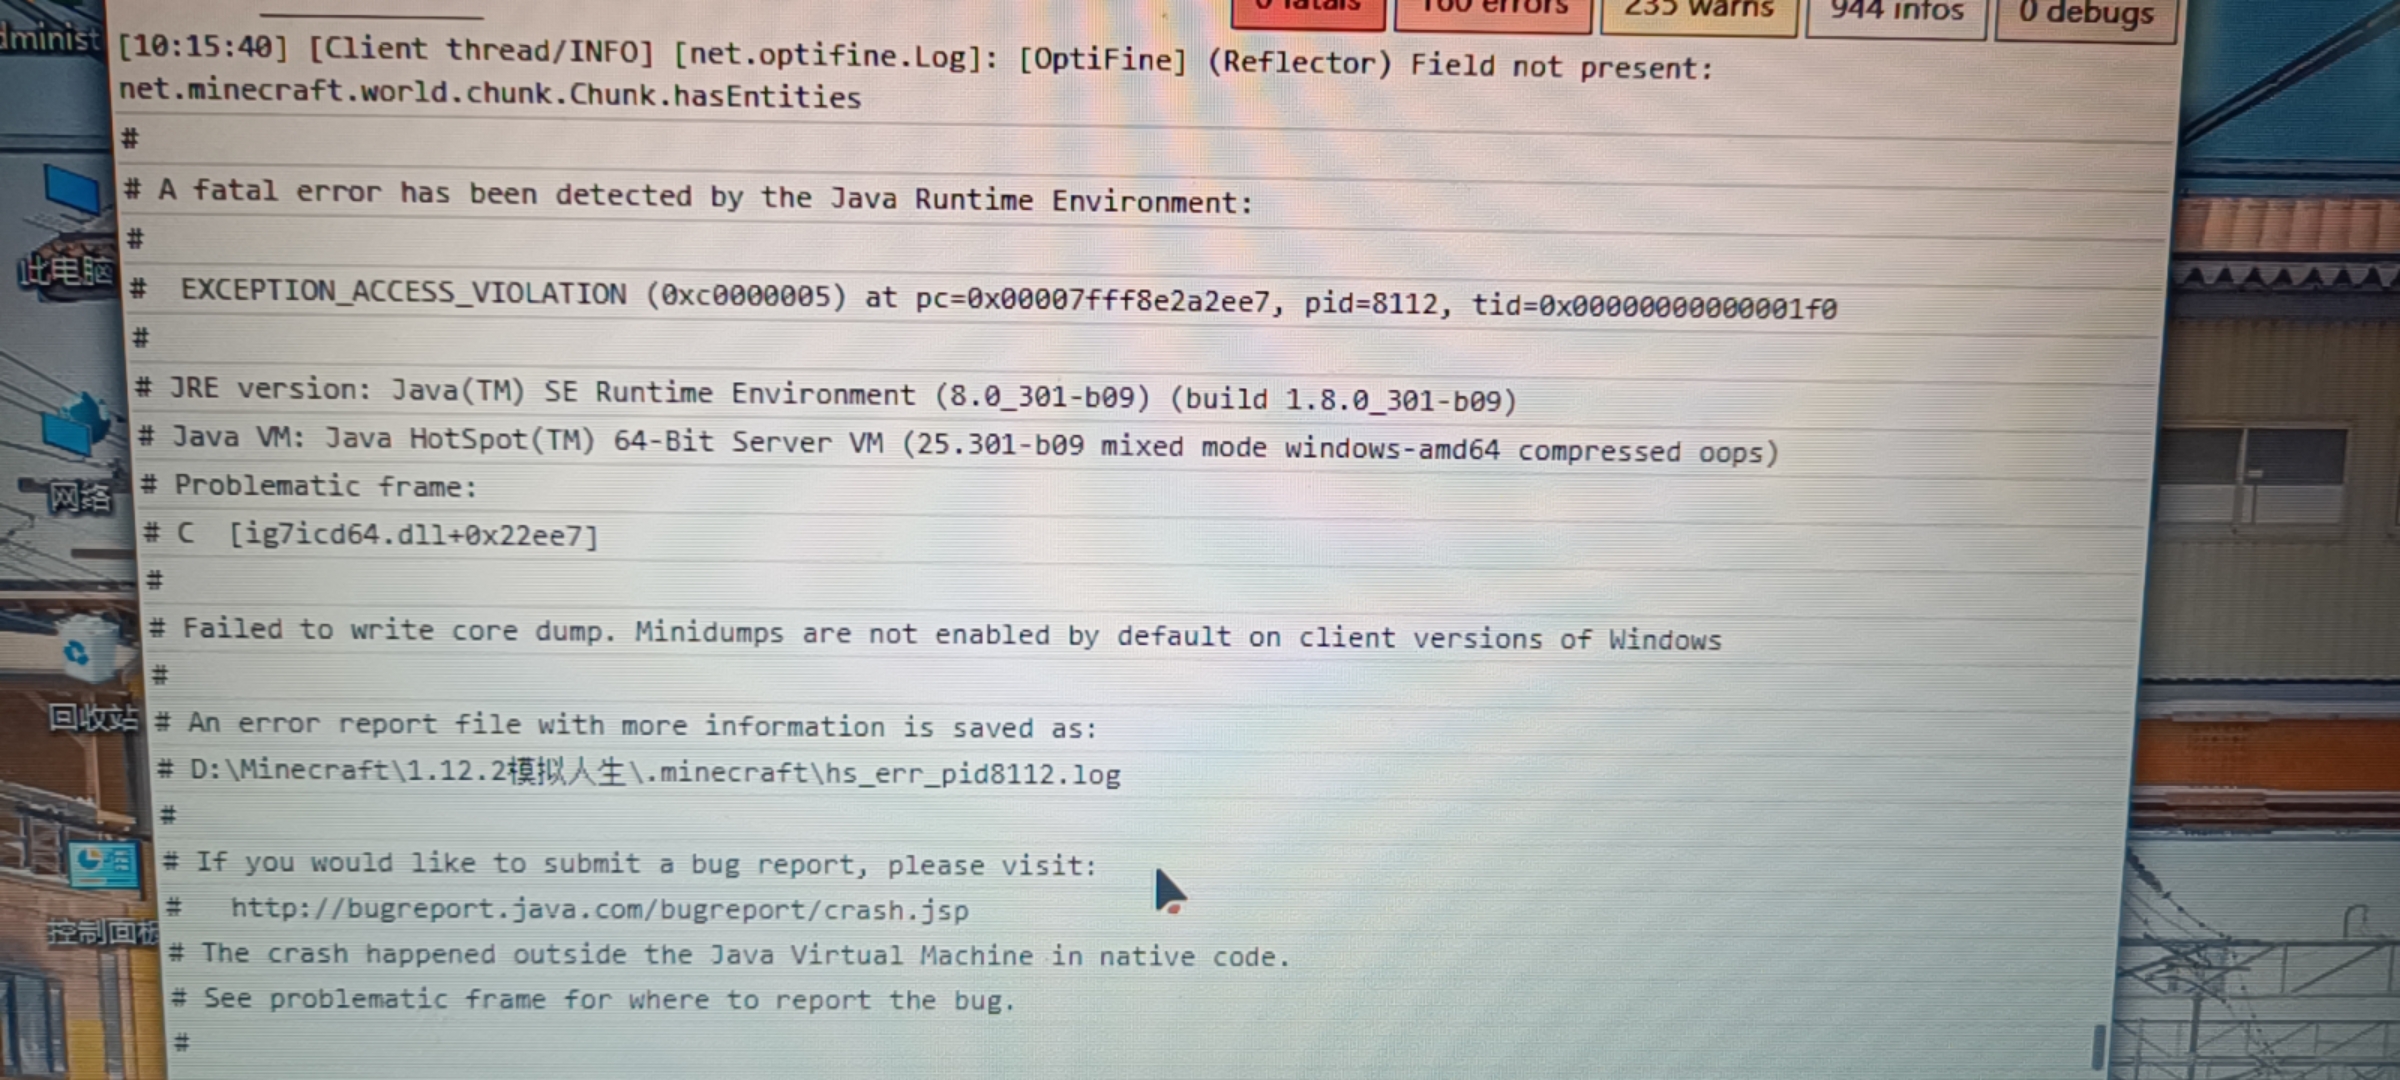 0 fatals 160 errors 235 warns 944 infos 0 debugs
[10:15:40] [Client thread/INFO] [net.optifine.Log]: [OptiFine] (Reflector) Field not present:
net.minecraft.world.chunk.Chunk.hasEntities
#
# A fatal error has been detected by the Java Runtime Environment:
#
#  EXCEPTION_ACCESS_VIOLATION (0xc0000005) at pc=0x00007fff8e2a2ee7, pid=8112, tid=0x00000000000001f0
#
# JRE version: Java(TM) SE Runtime Environment (8.0_301-b09) (build 1.8.0_301-b09)
# Java VM: Java HotSpot(TM) 64-Bit Server VM (25.301-b09 mixed mode windows-amd64 compressed oops)
# Problematic frame:
# C  [ig7icd64.dll+0x22ee7]
#
# Failed to write core dump. Minidumps are not enabled by default on client versions of Windows
#
# An error report file with more information is saved as:
# D:\Minecraft\1.12.2模拟人生\.minecraft\hs_err_pid8112.log
#
# If you would like to submit a bug report, please visit:
#   http://bugreport.java.com/bugreport/crash.jsp
# The crash happened outside the Java Virtual Machine in native code.
# See problematic frame for where to report the bug.
#
dminist
此电脑
网络
回收站
控制面板